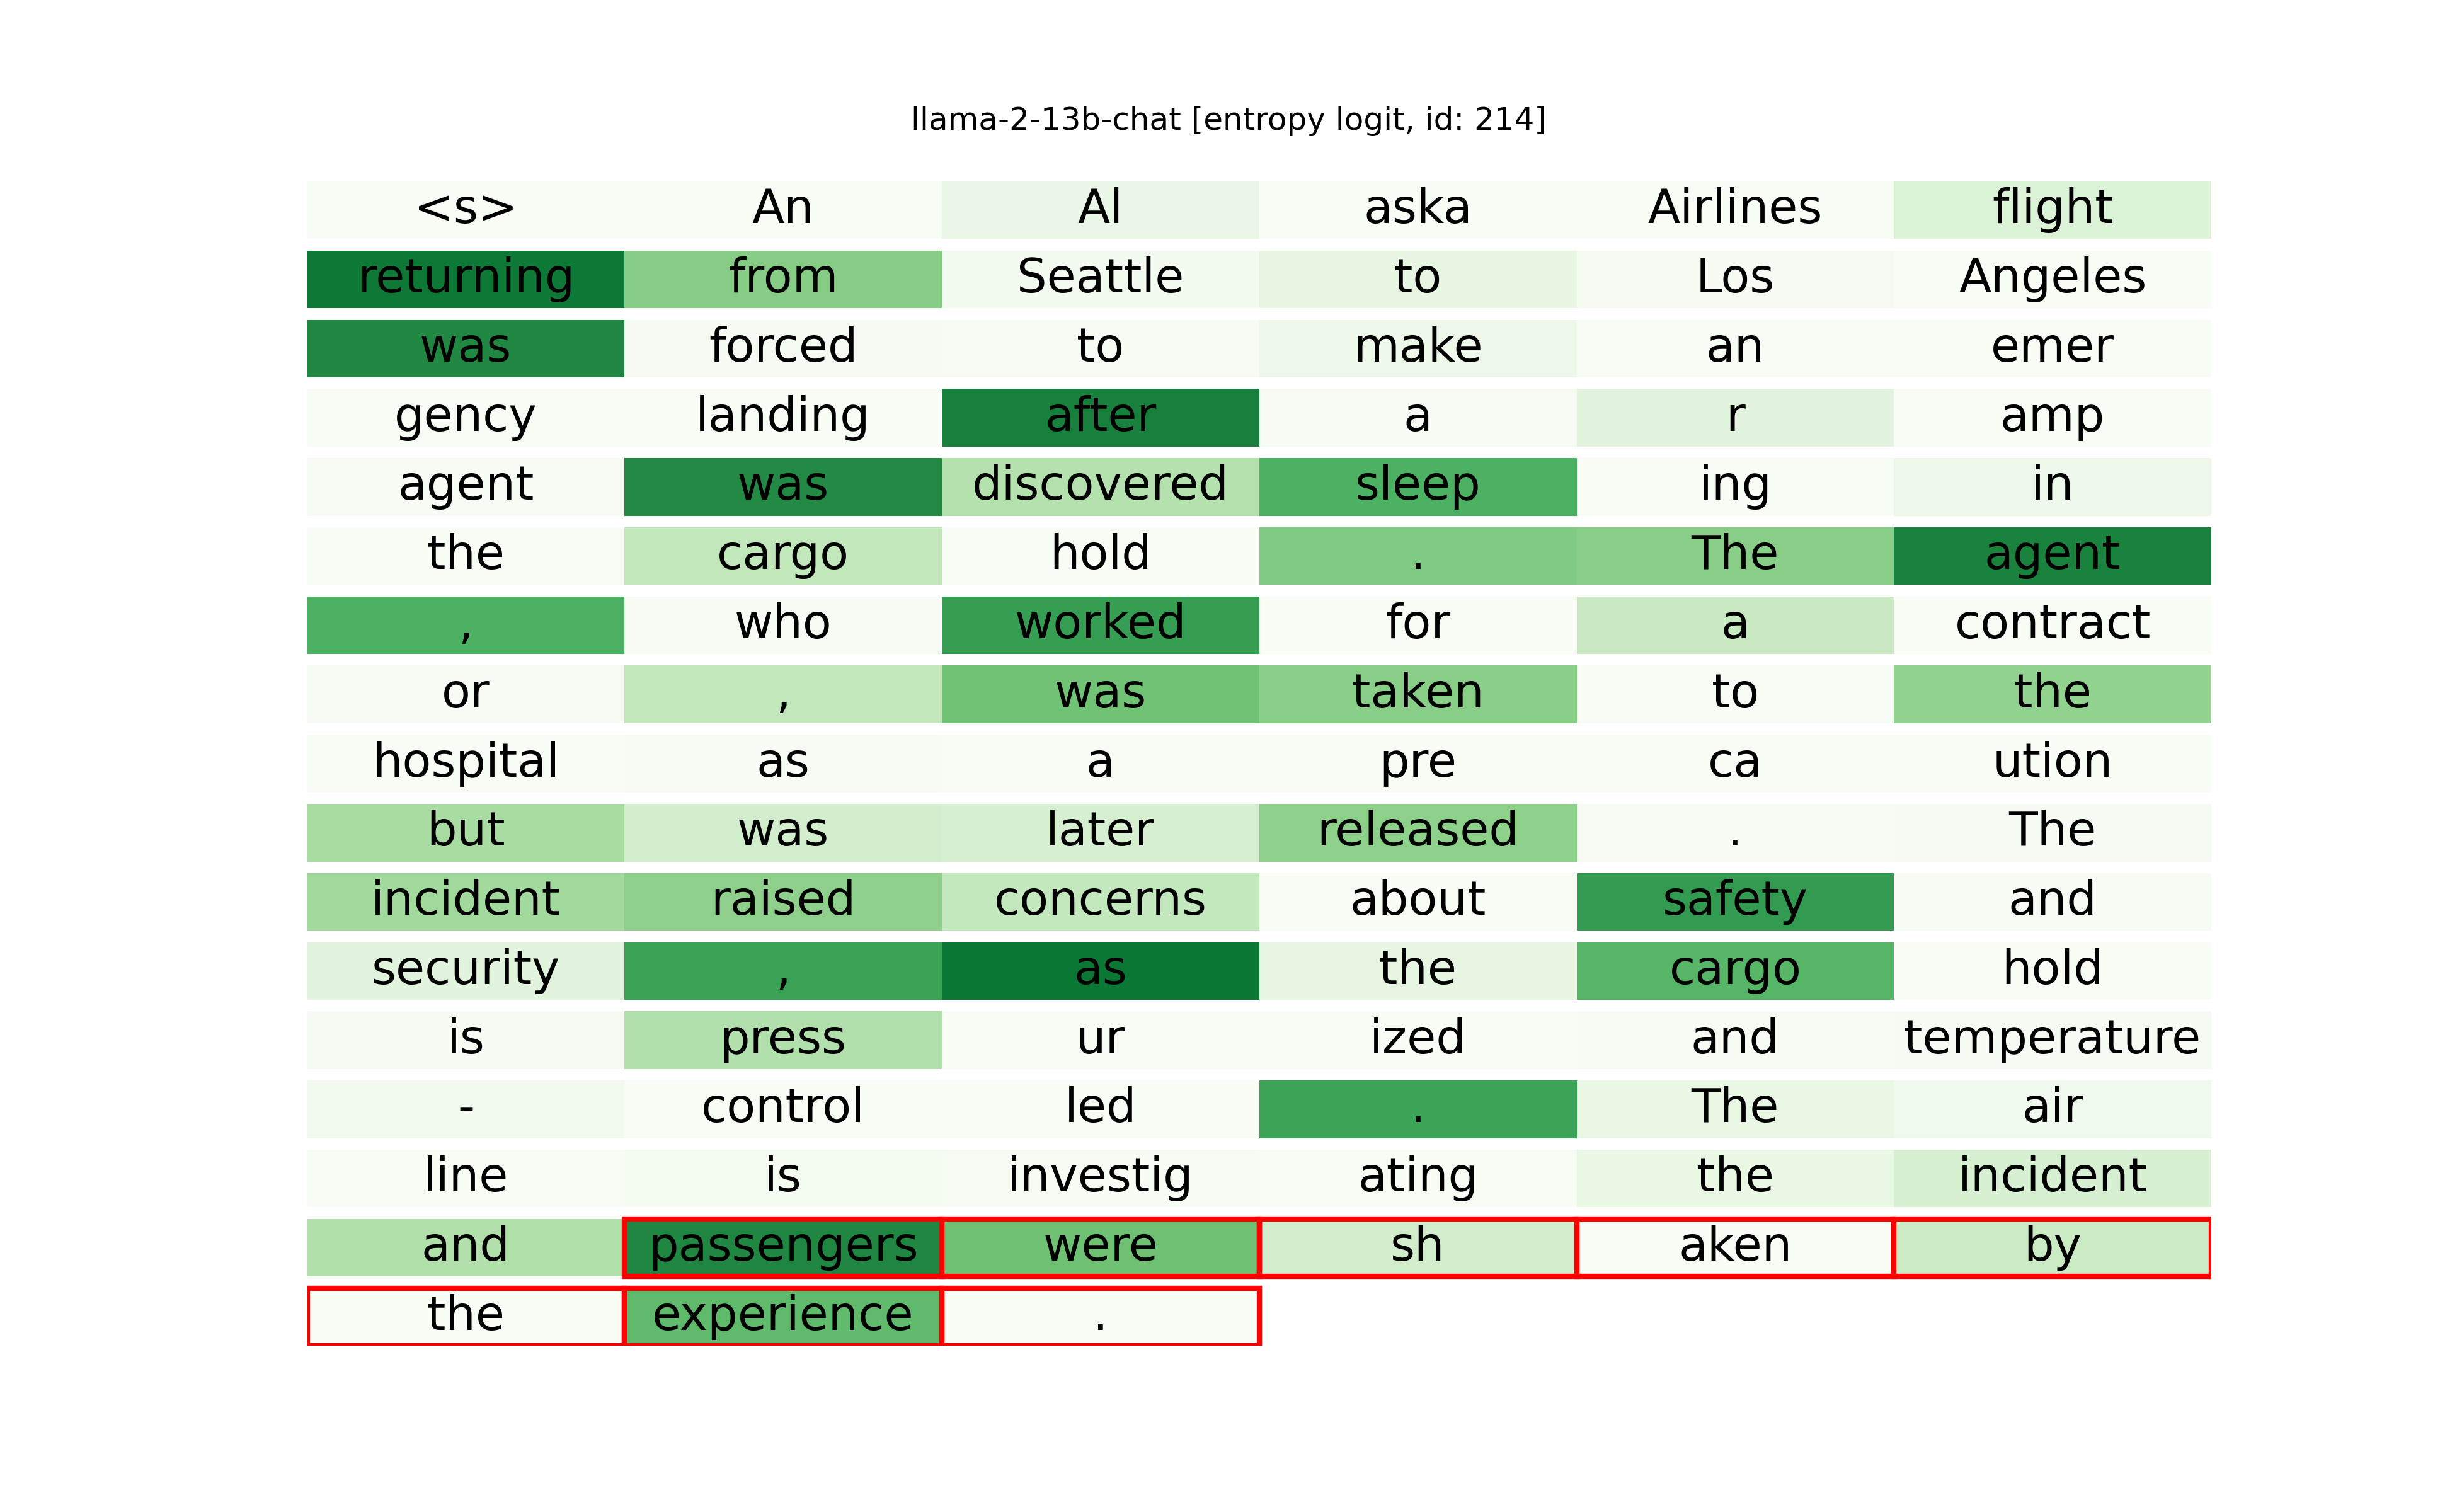 llama-2-13b-chat [entropy logit, id: 214]
<s> An Al aska Airlines flight
returning from Seattle to Los Angeles
was forced to make an emer
gency landing after a r amp
agent was discovered sleep ing in
the cargo hold . The agent
, who worked for a contract
or , was taken to the
hospital as a pre ca ution
but was later released . The
incident raised concerns about safety and
security , as the cargo hold
is press ur ized and temperature
- control led . The air
line is investig ating the incident
and passengers were sh aken by
the experience .